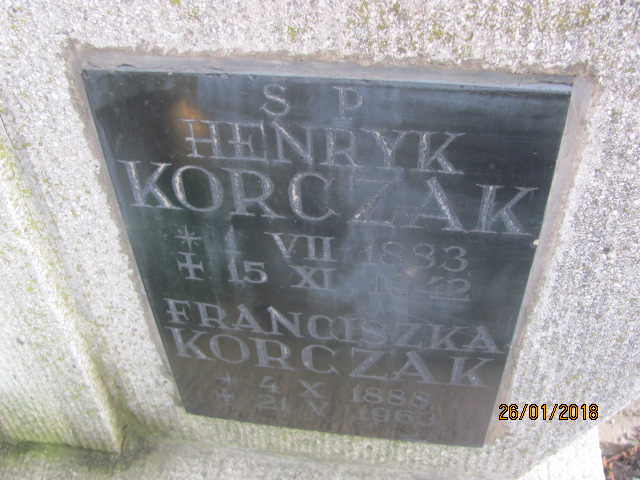 S P
HENRYK
KORCZAK
* 1 VII 1883
✝ 15 XI 1942
FRANCISZKA
KORCZAK
* 4 X 1888
✝ 21 V
26/01/2018